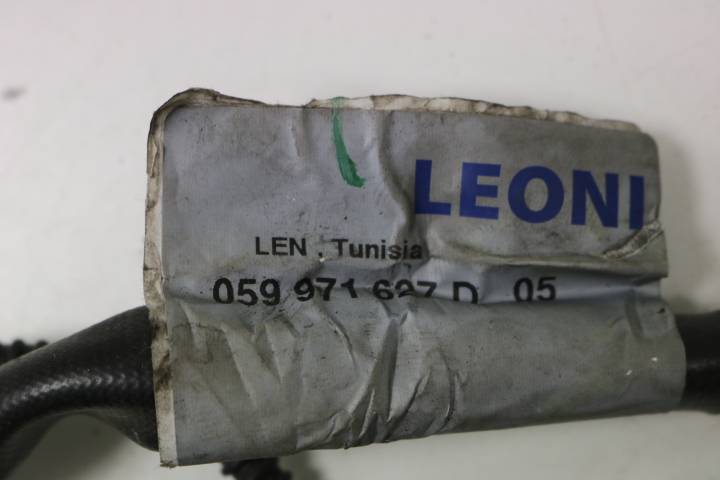 LEONI
LEN , Tunisia
059 971 627 D 05